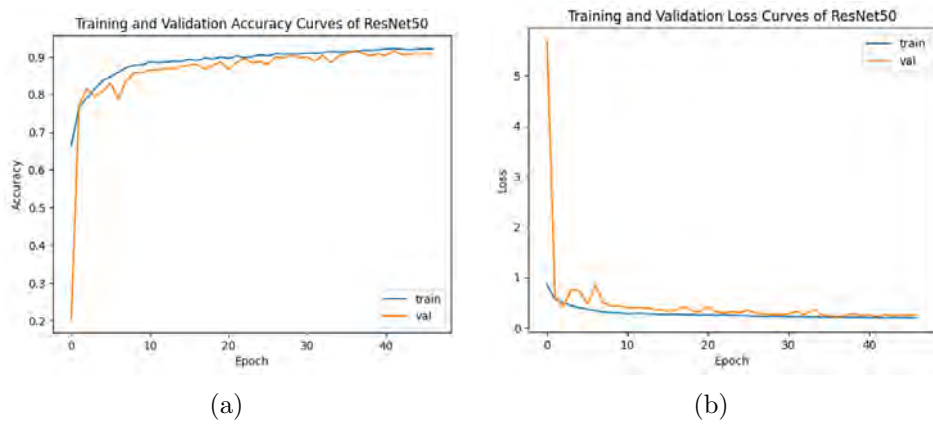 Training and Validation Accuracy Curves of ResNet50
0.9
0.8
0.7
0.6
0.5
0.4
0.3
0.2
Accuracy
train
val
0 10 20 30 40
Epoch
(a)
Training and Validation Loss Curves of ResNet50
train
val
5
4
3
2
1
0
Loss
0 10 20 30 40
Epoch
(b)